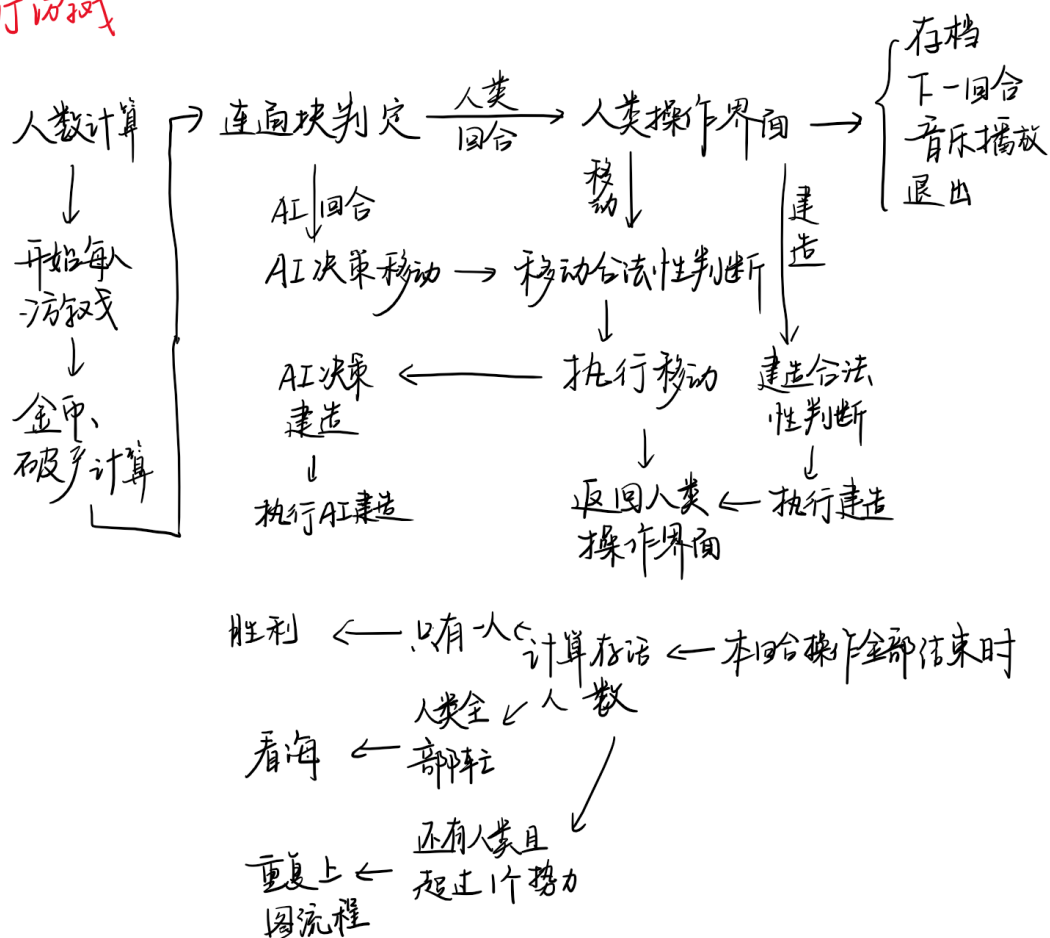 行游戏
人数计算
开始每人
游戏
金币、
破产计算
连通块判定
人类
回合
人类操作界面
存档
下一回合
音乐播放
退出
AI回合
移动
建造
AI决策移动
移动合法性判断
AI决策
建造
执行移动
建造合法
性判断
执行AI建造
返回人类
操作界面
执行建造
胜利
只有一人
计算存活
人数
本回合操作全部结束时
看海
人类全
部阵亡
重复上
图流程
还有人类且
超过1个势力